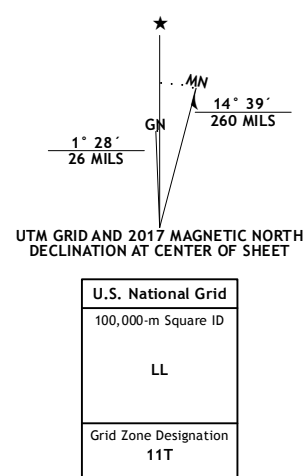 ★
MN
GN
14° 39´
260 MILS
1° 28´
26 MILS
UTM GRID AND 2017 MAGNETIC NORTH
DECLINATION AT CENTER OF SHEET
U.S. National Grid
100,000-m Square ID
LL
Grid Zone Designation
11T